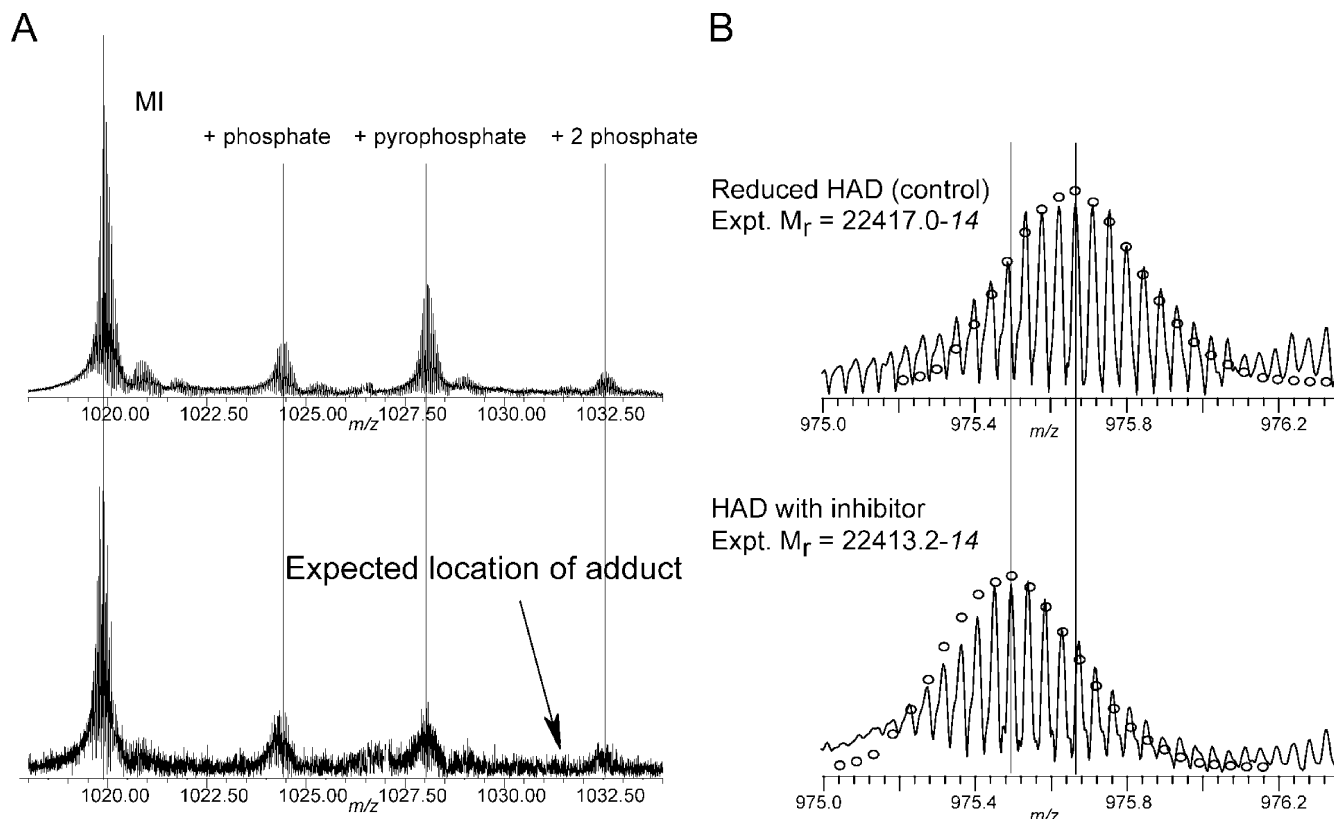 A
MI
+ phosphate + pyrophosphate + 2 phosphate
1020.00 1022.50 1025.00 1027.50 1030.00 1032.50
m/z
Expected location of adduct
1020.00 1022.50 1025.00 1027.50 1030.00 1032.50
m/z
B
Reduced HAD (control)
Expt. Mr = 22417.0-14
975.0 975.4 975.8 976.2
m/z
HAD with inhibitor
Expt. Mr = 22413.2-14
975.0 975.4 975.8 976.2
m/z